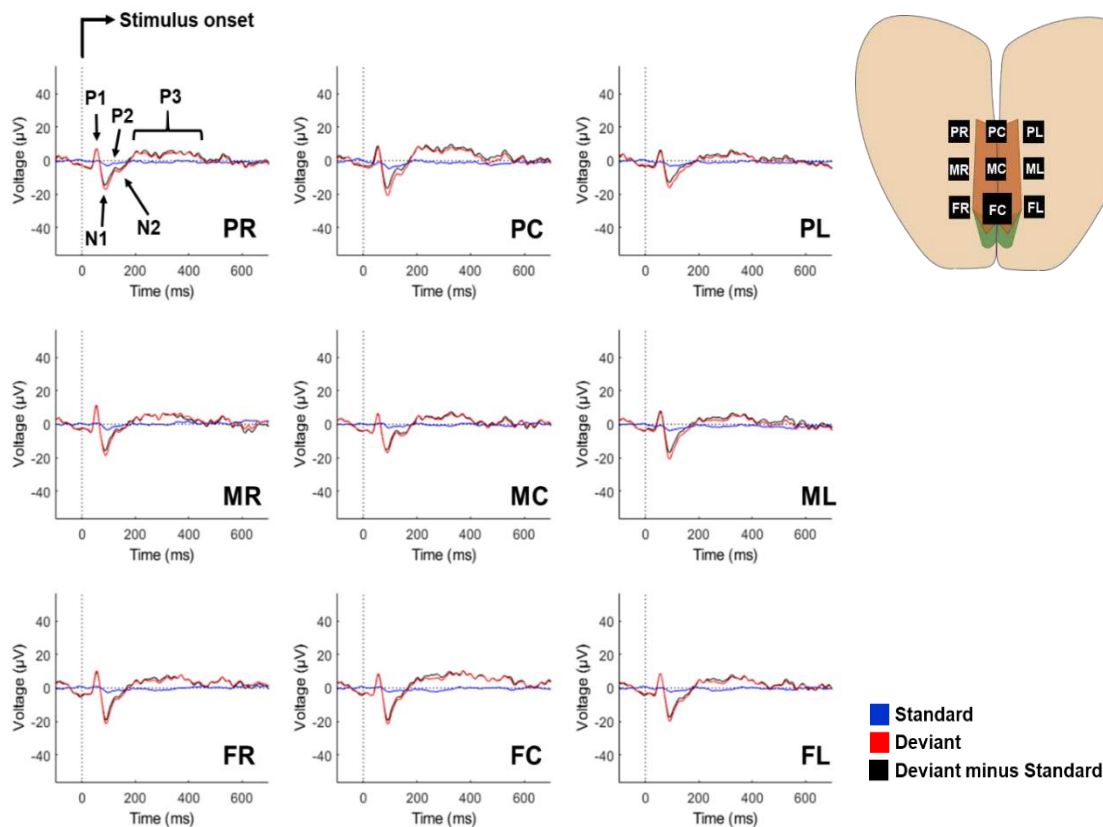 Stimulus onset
P1
P2
P3
N1
N2
Voltage (µV)
40
20
0
-20
-40
0 200 400 600
Time (ms)
PR
Voltage (µV)
40
20
0
-20
-40
0 200 400 600
Time (ms)
PC
Voltage (µV)
40
20
0
-20
-40
0 200 400 600
Time (ms)
PL
PR PC PL
MR MC ML
FR FC FL
Voltage (µV)
40
20
0
-20
-40
0 200 400 600
Time (ms)
MR
Voltage (µV)
40
20
0
-20
-40
0 200 400 600
Time (ms)
MC
Voltage (µV)
40
20
0
-20
-40
0 200 400 600
Time (ms)
ML
Voltage (µV)
40
20
0
-20
-40
0 200 400 600
Time (ms)
FR
Voltage (µV)
40
20
0
-20
-40
0 200 400 600
Time (ms)
FC
Voltage (µV)
40
20
0
-20
-40
0 200 400 600
Time (ms)
FL
Standard
Deviant
Deviant minus Standard